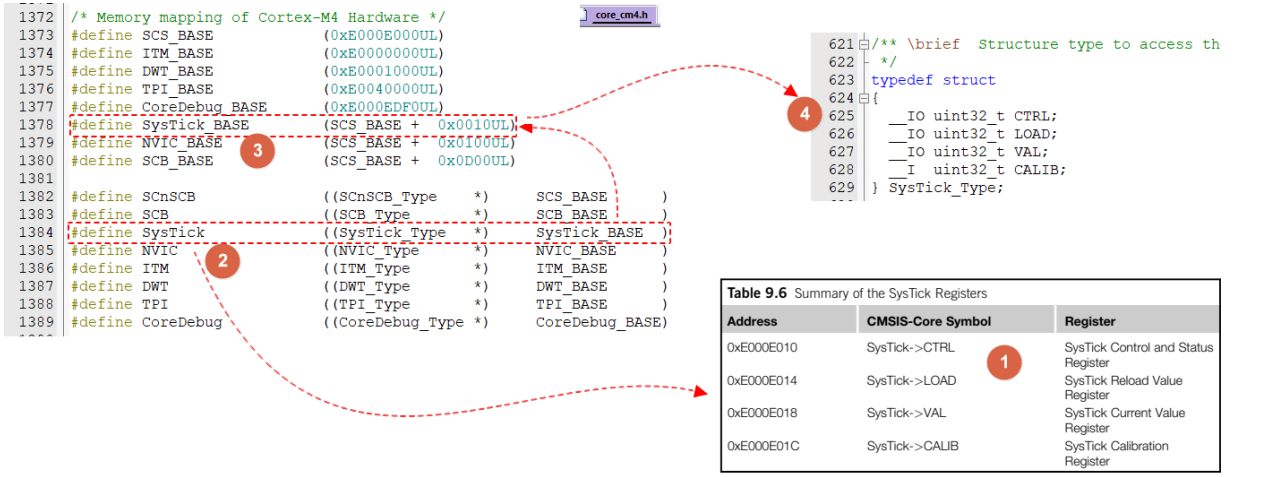 1372 /* Memory mapping of Cortex-M4 Hardware */
1373 #define SCS_BASE (0xE000E000UL)
1374 #define ITM_BASE (0xE0000000UL)
1375 #define DWT_BASE (0xE0001000UL)
1376 #define TPI_BASE (0xE0040000UL)
1377 #define CoreDebug_BASE (0xE000EDF0UL)
1378 #define SysTick_BASE (SCS_BASE + 0x0010UL)
1379 #define NVIC_BASE (SCS_BASE + 0x0100UL)
1380 #define SCB_BASE (SCS_BASE + 0x0D00UL)
1381
1382 #define SCnSCB ((SCnSCB_Type *) SCS_BASE )
1383 #define SCB ((SCB_Type *) SCB_BASE )
1384 #define SysTick ((SysTick_Type *) SysTick_BASE )
1385 #define NVIC ((NVIC_Type *) NVIC_BASE )
1386 #define ITM ((ITM_Type *) ITM_BASE )
1387 #define DWT ((DWT_Type *) DWT_BASE )
1388 #define TPI ((TPI_Type *) TPI_BASE )
1389 #define CoreDebug ((CoreDebug_Type *) CoreDebug_BASE)
3
2
core_cm4.h
621 /** \brief Structure type to access th
622 */
623 typedef struct
624 {
625 __IO uint32_t CTRL;
626 __IO uint32_t LOAD;
627 __IO uint32_t VAL;
628 __I uint32_t CALIB;
629 } SysTick_Type;
4
Table 9.6 Summary of the SysTick Registers
Address CMSIS-Core Symbol Register
0xE000E010 SysTick->CTRL SysTick Control and Status
Register
0xE000E014 SysTick->LOAD SysTick Reload Value
Register
0xE000E018 SysTick->VAL SysTick Current Value
Register
0xE000E01C SysTick->CALIB SysTick Calibration
Register
1